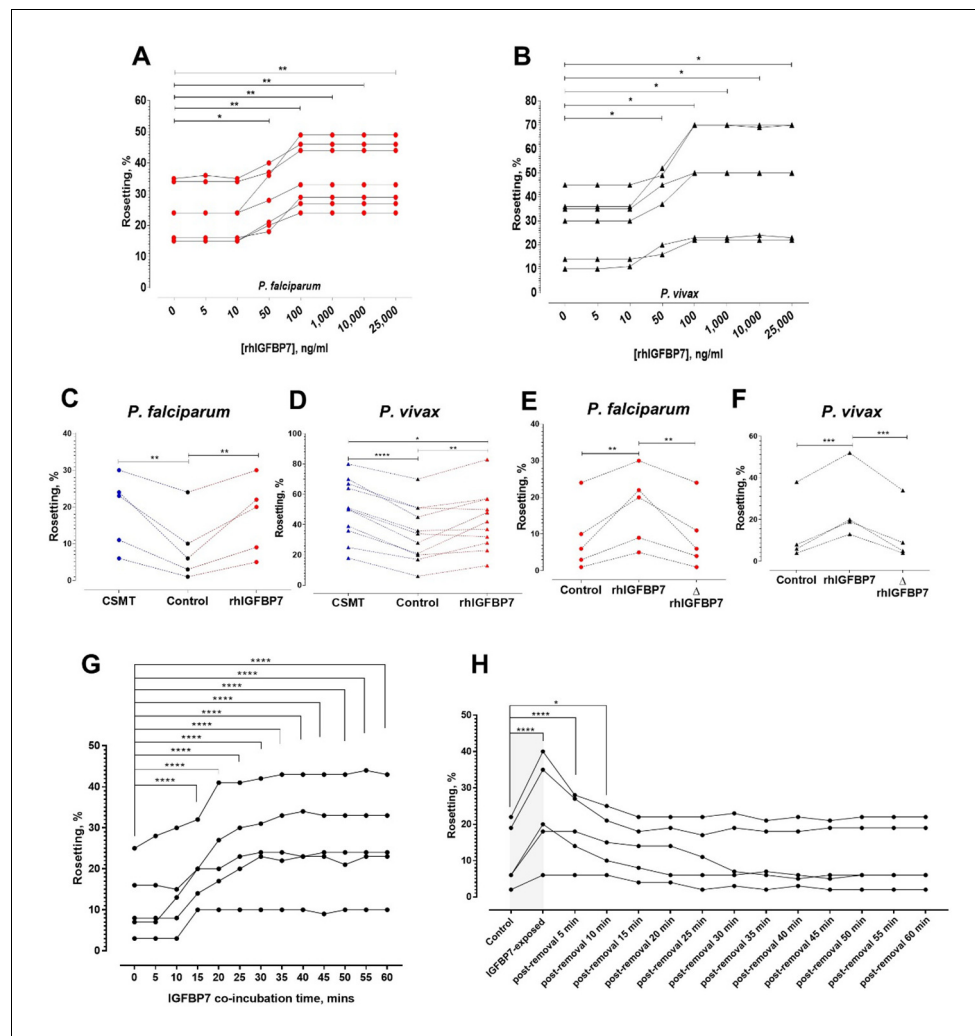 A
**
**
**
**
*
60
50
40
30
20
10
0
Rosetting, %
P. falciparum
0 5 10 50 100 1,000 10,000 25,000
[rhIGFBP7], ng/ml
B
*
*
*
*
*
80
70
60
50
40
30
20
10
0
Rosetting, %
P. vivax
0 5 10 50 100 1,000 10,000 25,000
[rhIGFBP7], ng/ml
C
P. falciparum
40
30
20
10
0
Rosetting, %
** **
CSMT Control rhIGFBP7
D
P. vivax
100
80
60
40
20
0
Rosetting, %
*
**** **
CSMT Control rhIGFBP7
E
P. falciparum
40
30
20
10
0
Rosetting, %
** **
Control rhIGFBP7 Δ
rhIGFBP7
F
P. vivax
60
40
20
0
Rosetting, %
*** ***
Control rhIGFBP7 Δ
rhIGFBP7
G
****
****
****
****
****
****
****
****
****
****
50
40
30
20
10
0
Rosetting, %
0 5 10 15 20 25 30 35 40 45 50 55 60
IGFBP7 co-incubation time, mins
H
*
****
****
50
40
30
20
10
0
Rosetting, %
Control
IGFBP7-exposed
post-removal 5 min
post-removal 10 min
post-removal 15 min
post-removal 20 min
post-removal 25 min
post-removal 30 min
post-removal 35 min
post-removal 40 min
post-removal 45 min
post-removal 50 min
post-removal 55 min
post-removal 60 min